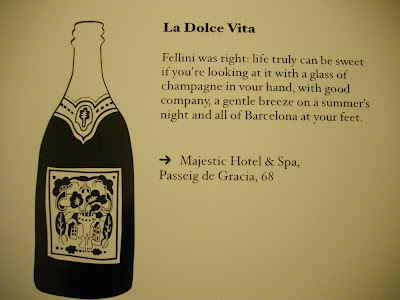 La Dolce Vita
Fellini was right: life truly can be sweet
if you're looking at it with a glass of
champagne in your hand, with good
company, a gentle breeze on a summer's
night and all of Barcelona at your feet.
➔ Majestic Hotel & Spa,
Passeig de Gracia, 68